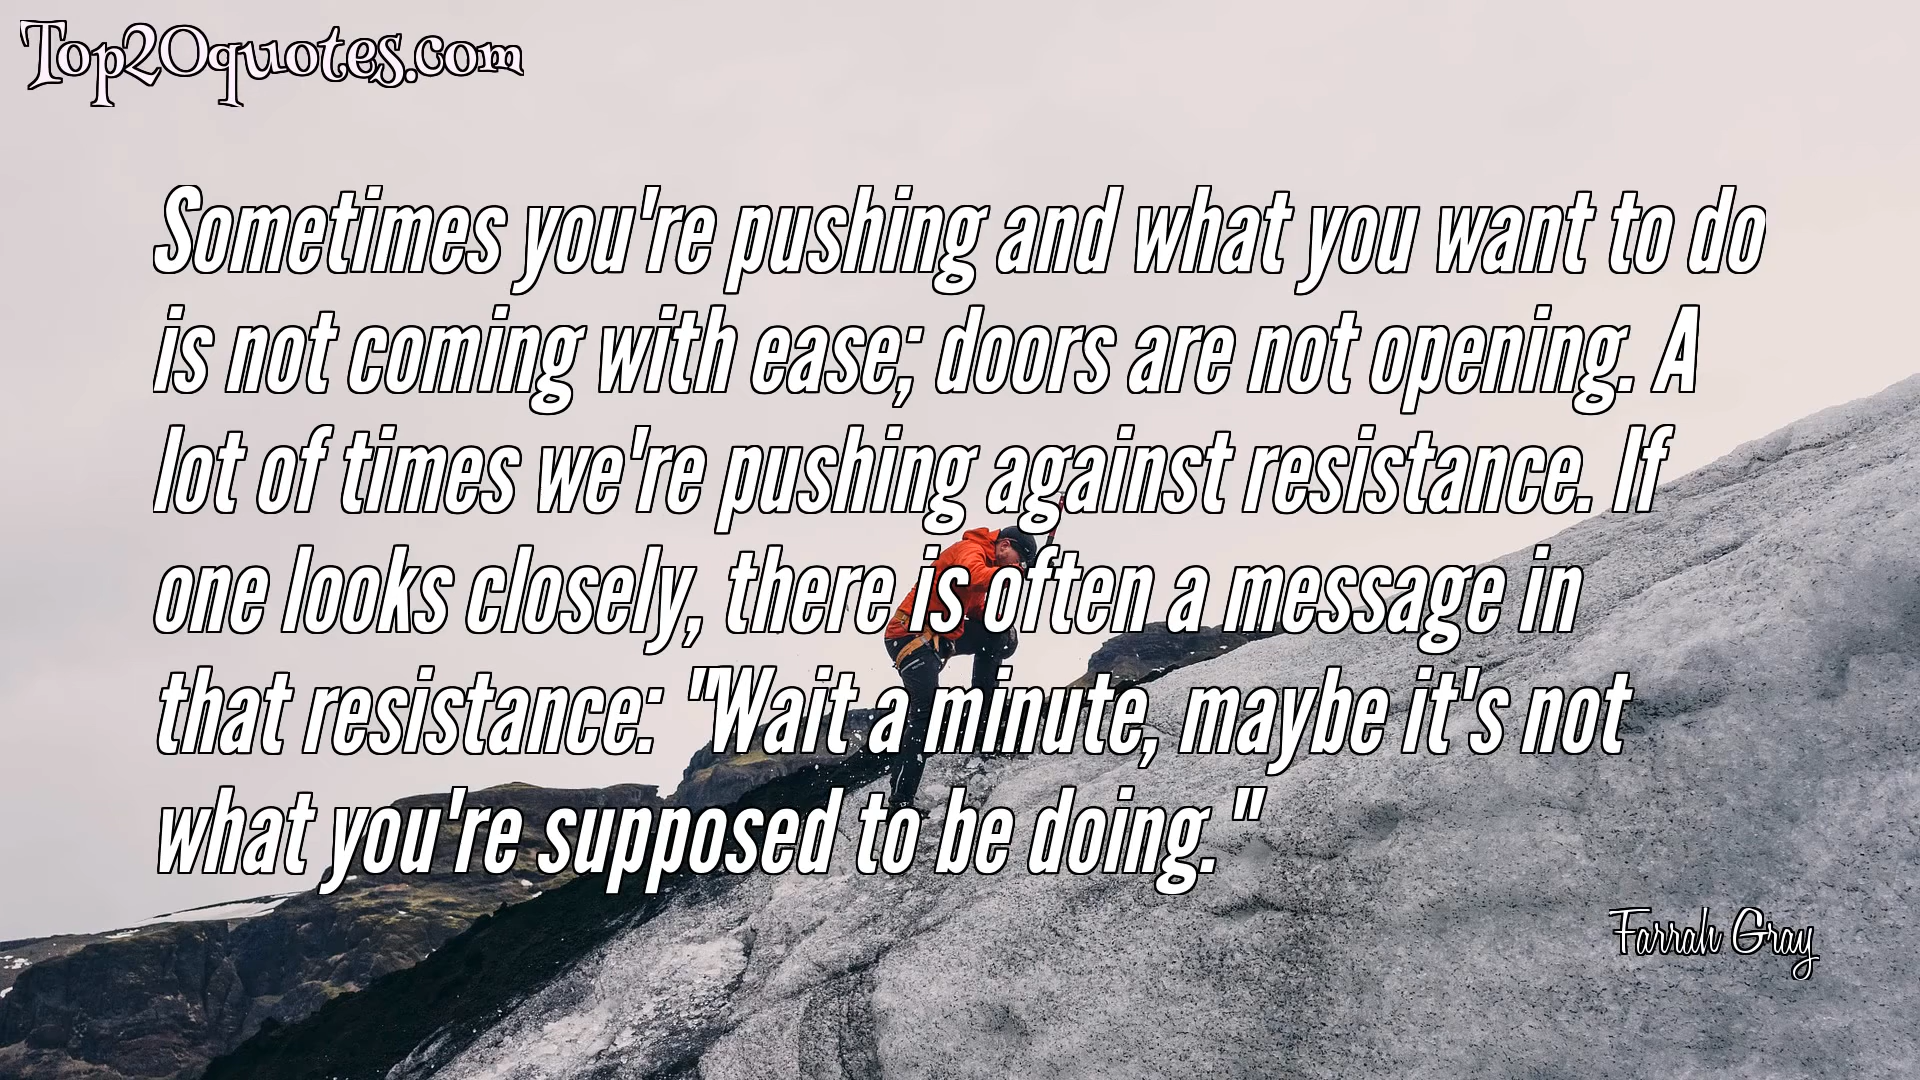 Top20quotes.com
Sometimes you're pushing and what you want to do
is not coming with ease; doors are not opening. A
lot of times we're pushing against resistance. If
one looks closely, there is often a message in
that resistance: "Wait a minute, maybe it's not
what you're supposed to be doing."
Farrah Gray